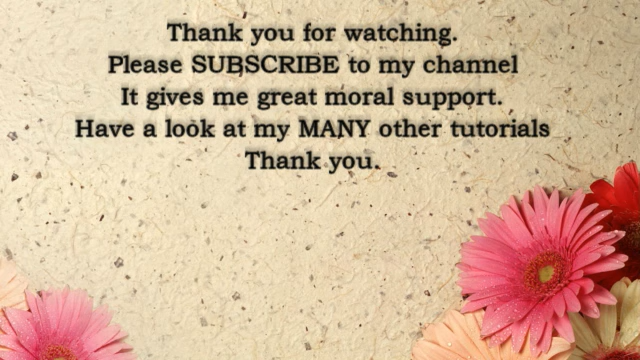 Thank you for watching.
Please SUBSCRIBE to my channel
It gives me great moral support.
Have a look at my MANY other tutorials
Thank you.